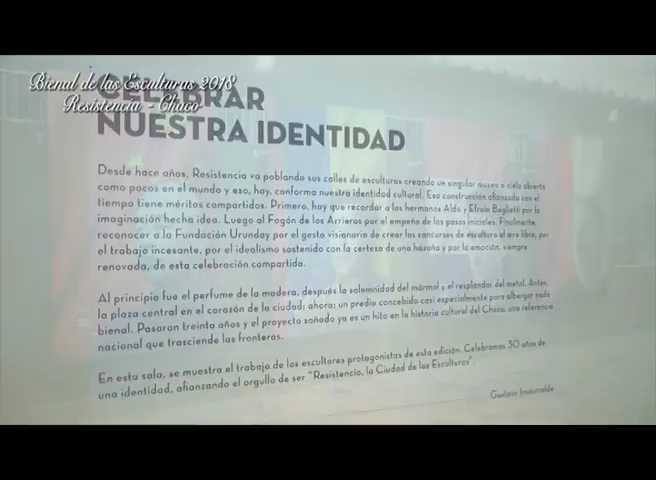 Bienal de las Esculturas 2018
Resistencia - Chaco
CELEBRAR
NUESTRA IDENTIDAD
Desde hace años, Resistencia va poblando sus calles de esculturas creando un singular museo a cielo abierto
como pocos en el mundo y eso, hoy, conforma nuestra identidad cultural. Esa construcción afianzada con el
tiempo tiene méritos compartidos. Primero, hay que recordar a los hermanos Aldo y Efraín Boglietti por la
imaginación hecha idea. Luego al Fogón de los Arrieros por el empeño de los pasos iniciales. Finalmente,
reconocer a la Fundación Urunday por el gesto visionario de crear los concursos de escultura al aire libre, por
el trabajo incesante, por el idealismo sostenido con la certeza de una hazaña y por la emoción, siempre
renovada, de esta celebración compartida.
Al principio fue el perfume de la madera, después la solemnidad del mármol y el resplandor del metal. Antes,
la plaza central en el corazón de la ciudad; ahora: un predio concebido casi especialmente para albergar cada
bienal. Pasaron treinta años y el proyecto soñado ya es un hito en la historia cultural del Chaco, una referencia
nacional que trasciende las fronteras.
En esta sala, se muestra el trabajo de los escultores protagonistas de esta edición. Celebramos 30 años de
una identidad, afianzando el orgullo de ser "Resistencia, la Ciudad de las Esculturas".
Gustavo Insaurralde